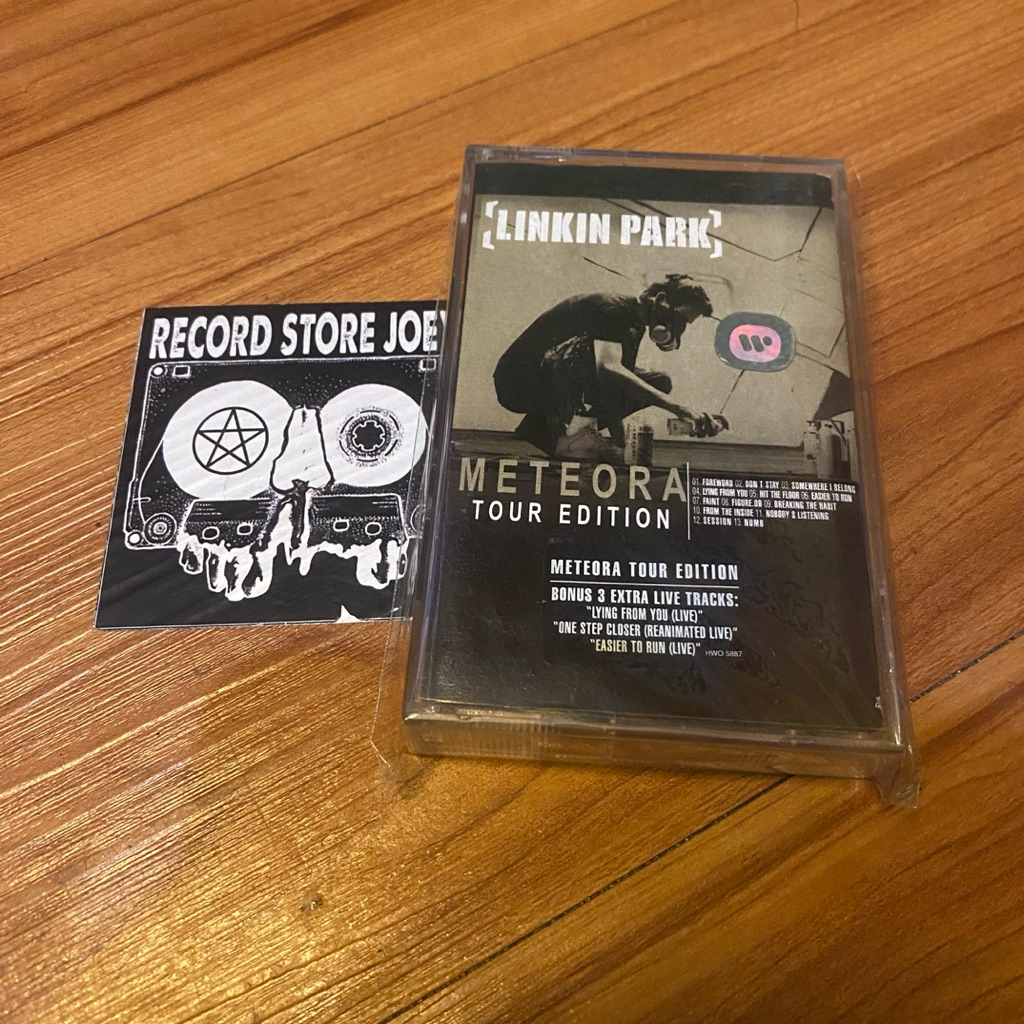 RECORD STORE JOEY
[LINKIN PARK]
METEORA
TOUR EDITION
01. FOREWORD 02. DON T STAY 03. SOMEWHERE I BELONG
04. LYING FROM YOU 05. HIT THE FLOOR 06. EASIER TO RUN
07. FAINT 08. FIGURE.09 09. BREAKING THE HABIT
10. FROM THE INSIDE 11. NOBODY S LISTENING
12. SESSION 13. NUMB
METEORA TOUR EDITION
BONUS 3 EXTRA LIVE TRACKS:
"LYING FROM YOU (LIVE)"
"ONE STEP CLOSER (REANIMATED LIVE)"
"EASIER TO RUN (LIVE)" HWO 5887